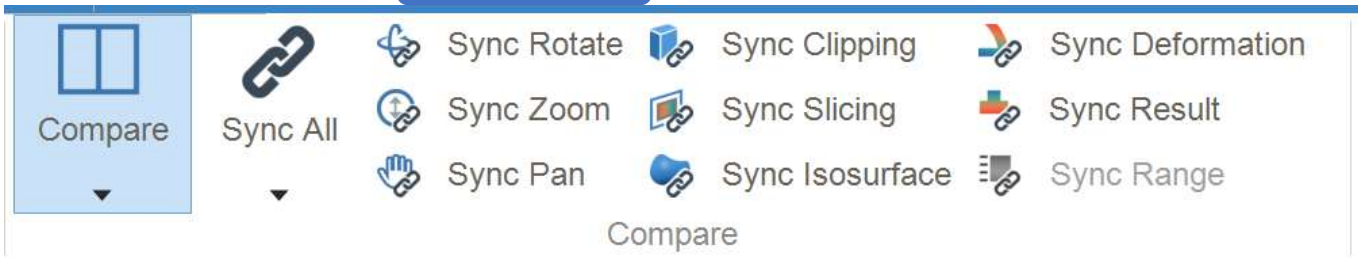 Compare
Sync All
Sync Rotate
Sync Zoom
Sync Pan
Sync Clipping
Sync Slicing
Sync Isosurface
Sync Deformation
Sync Result
Sync Range
Compare